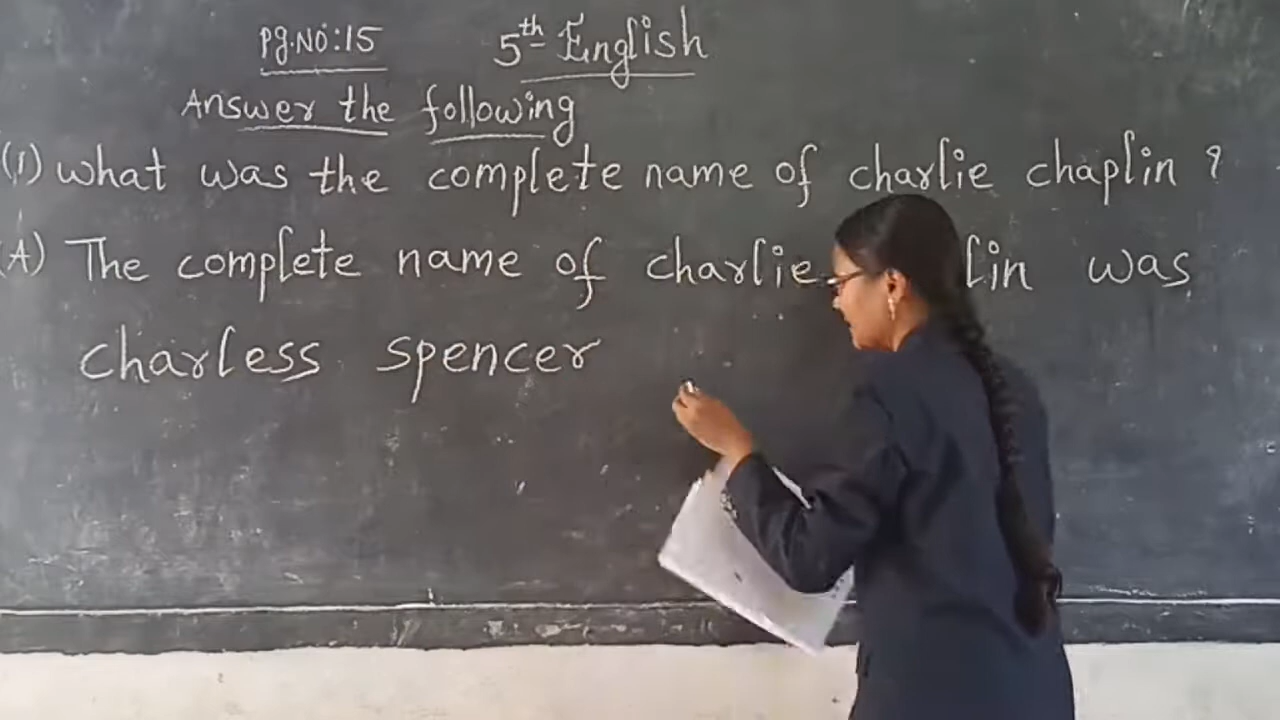 Pg.No:15
5th English
Answer the following
(1) what was the complete name of charlie chaplin ?
(A) The complete name of charlie lin was
charless spencer